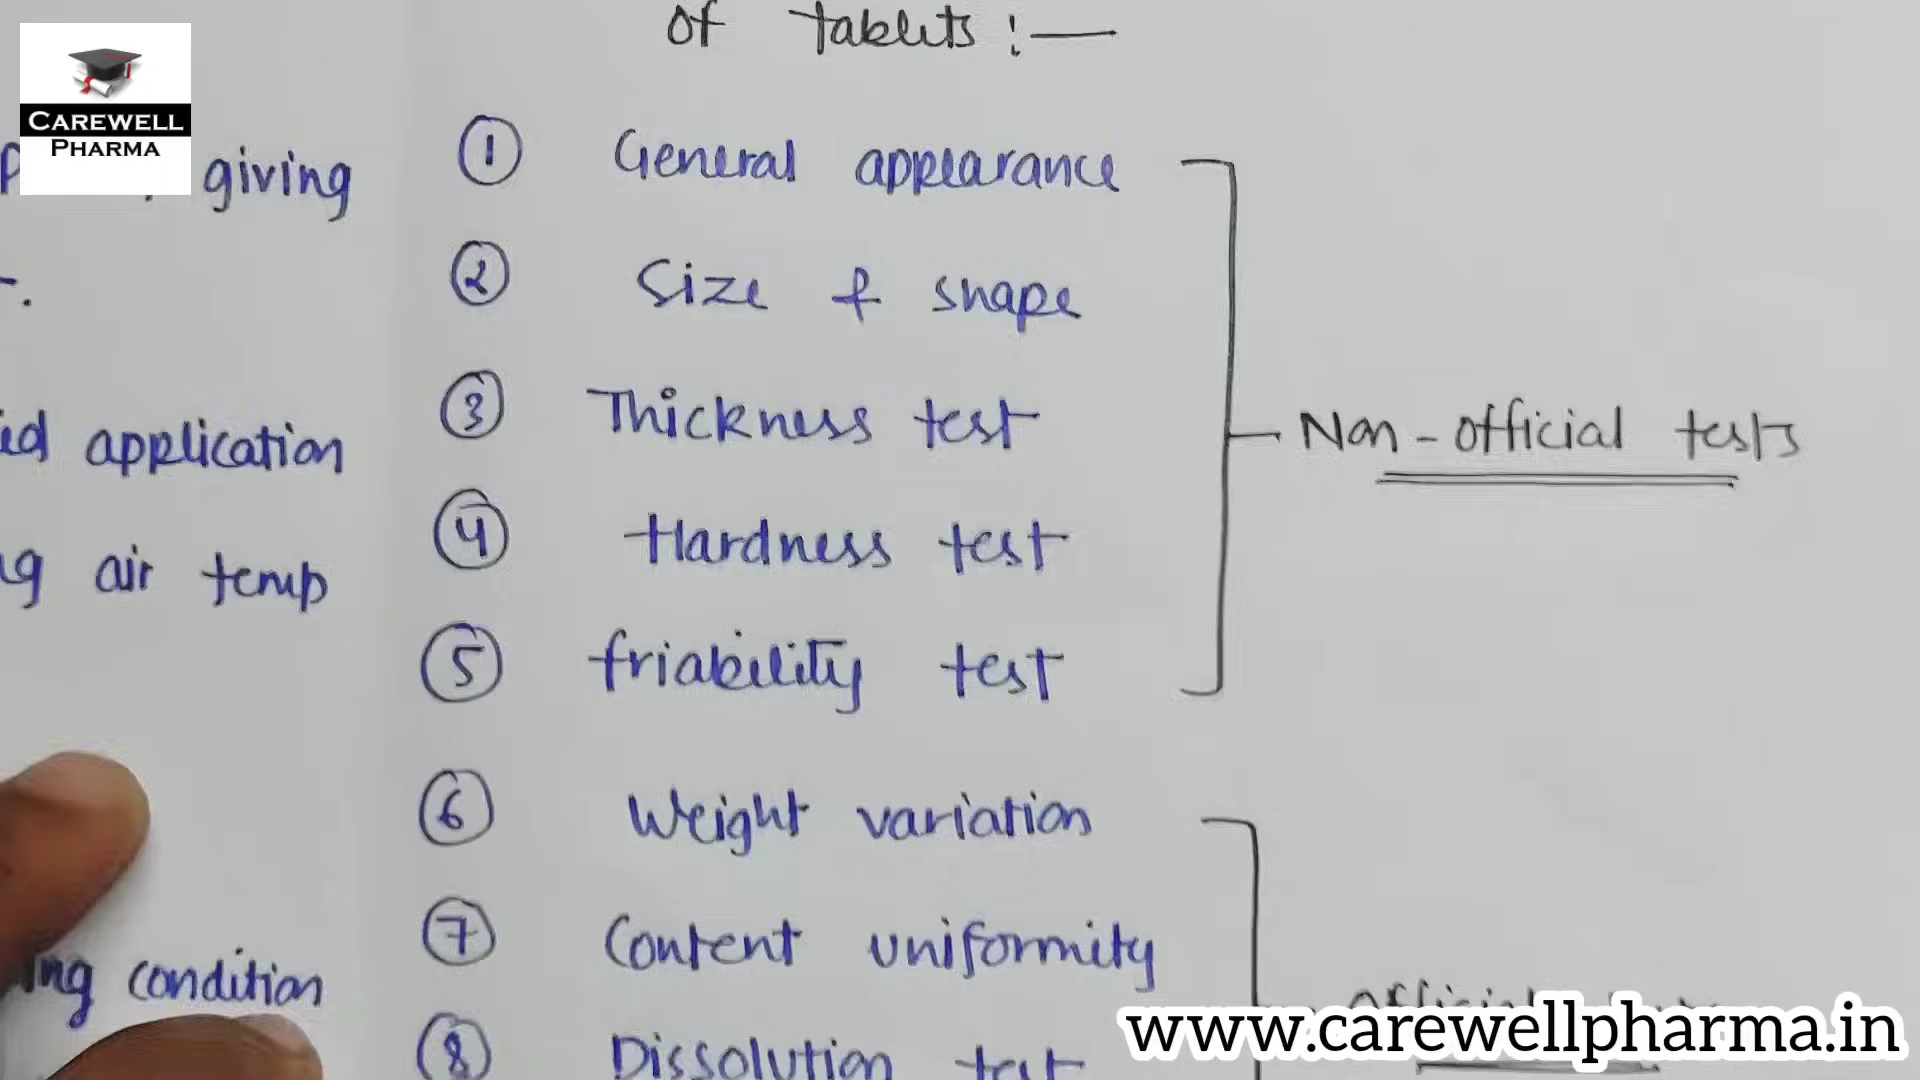 of Tablets :—
CAREWELL
PHARMA
giving
① General appearance
② Size & shape
③ Thickness test
application
④ Hardness test
Non-official tests
air temp
⑤ friability test
⑥ Weight variation
⑦ Content uniformity
condition
official
⑧ Dissolution test
www.carewellpharma.in